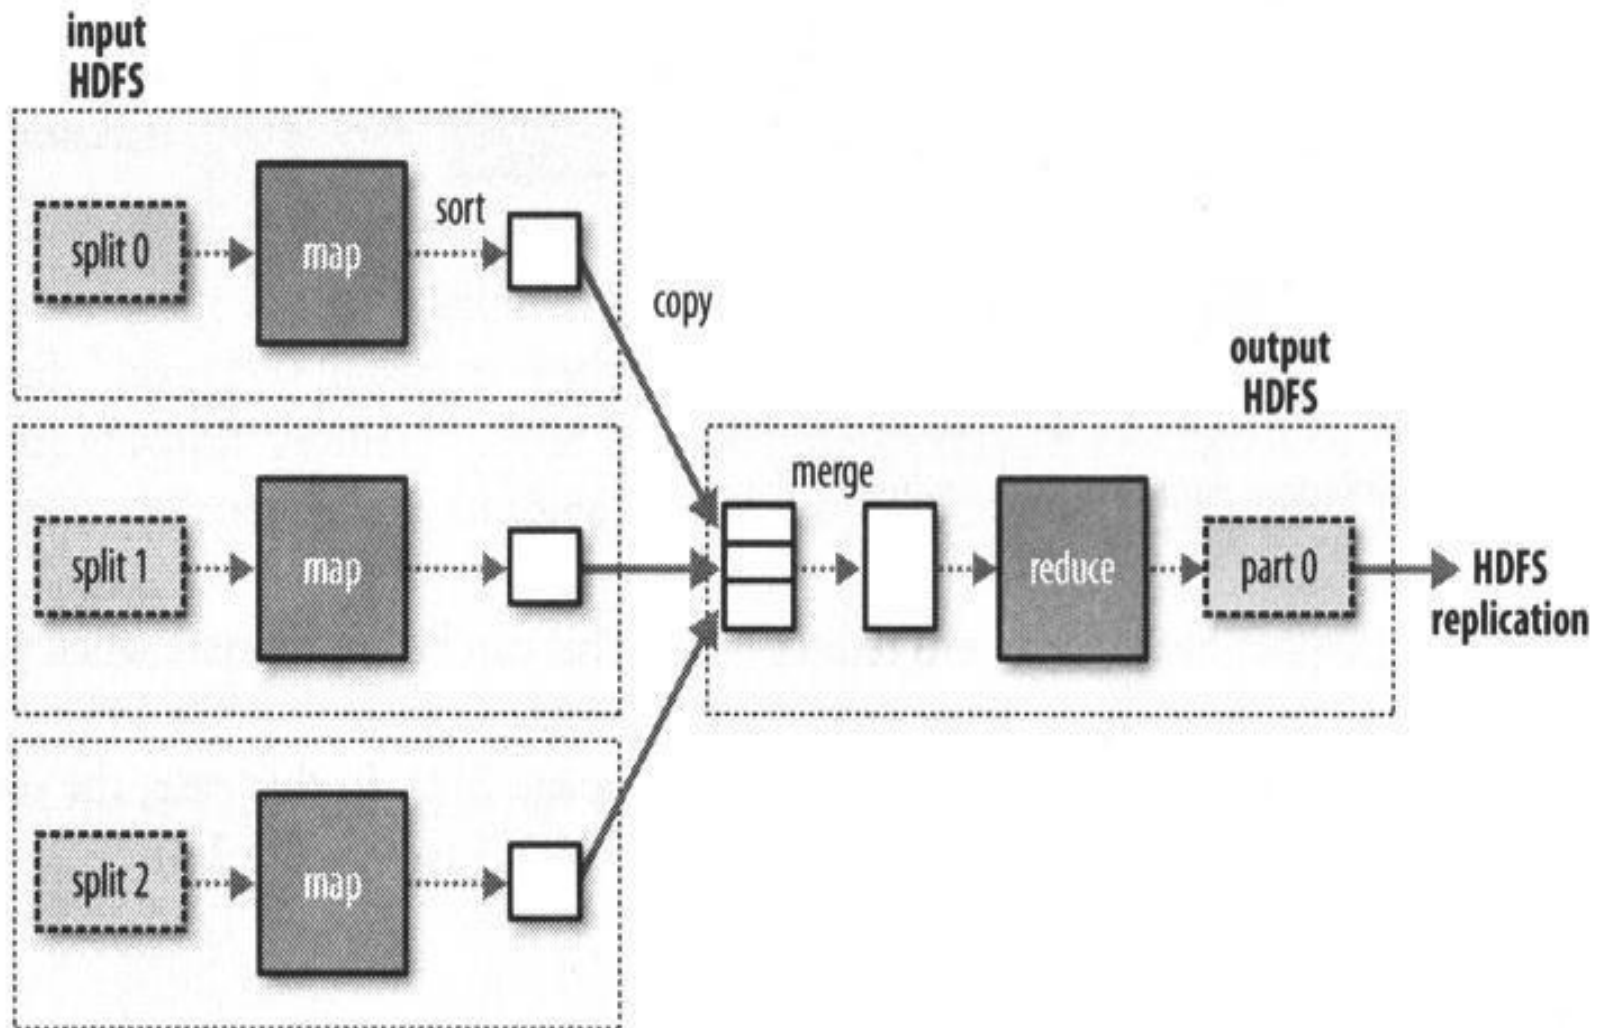 input
HDFS
split 0
map
sort
copy
split 1
map
split 2
map
output
HDFS
merge
reduce
part 0
HDFS
replication